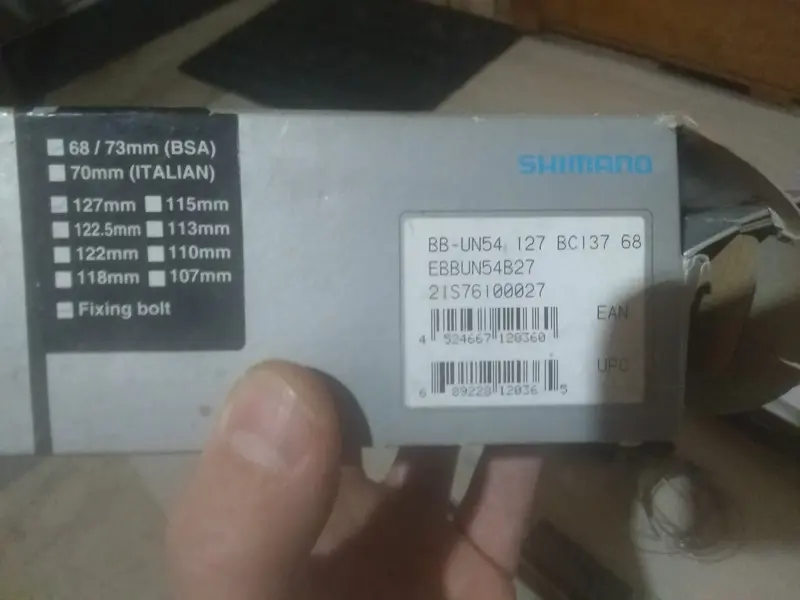 68 / 73mm (BSA)
70mm (ITALIAN)
127mm 115mm
122.5mm 113mm
122mm 110mm
118mm 107mm
Fixing bolt
SHIMANO
BB-UN54 127 BC137 68
EBBUN54B27
21S76100027
EAN
4 524667 120360
UPC
6 89228 12036 5